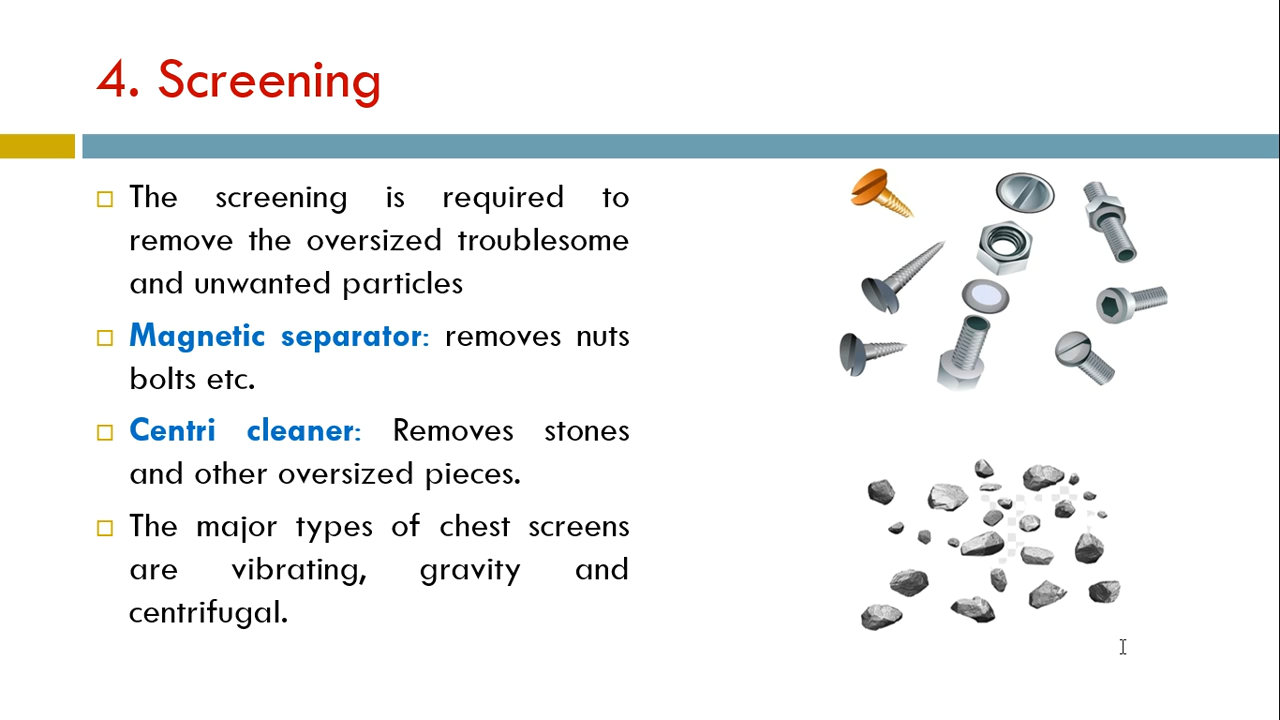 4. Screening
The screening is required to
remove the oversized troublesome
and unwanted particles
Magnetic separator: removes nuts
bolts etc.
Centri cleaner: Removes stones
and other oversized pieces.
The major types of chest screens
are vibrating, gravity and
centrifugal.